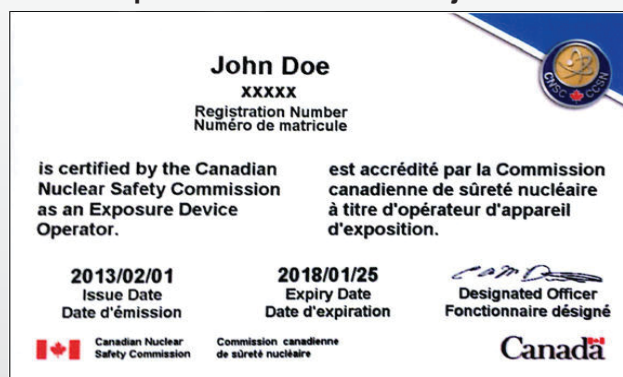 John Doe
xxxxx
Registration Number
Numéro de matricule
is certified by the Canadian
Nuclear Safety Commission
as an Exposure Device
Operator.
est accrédité par la Commission
canadienne de sûreté nucléaire
à titre d'opérateur d'appareil
d'exposition.
2013/02/01
Issue Date
Date d'émission
2018/01/25
Expiry Date
Date d'expiration
Designated Officer
Fonctionnaire désigné
Canadian Nuclear
Safety Commission
Commission canadienne
de sûreté nucléaire
Canada
CNSC CCSN